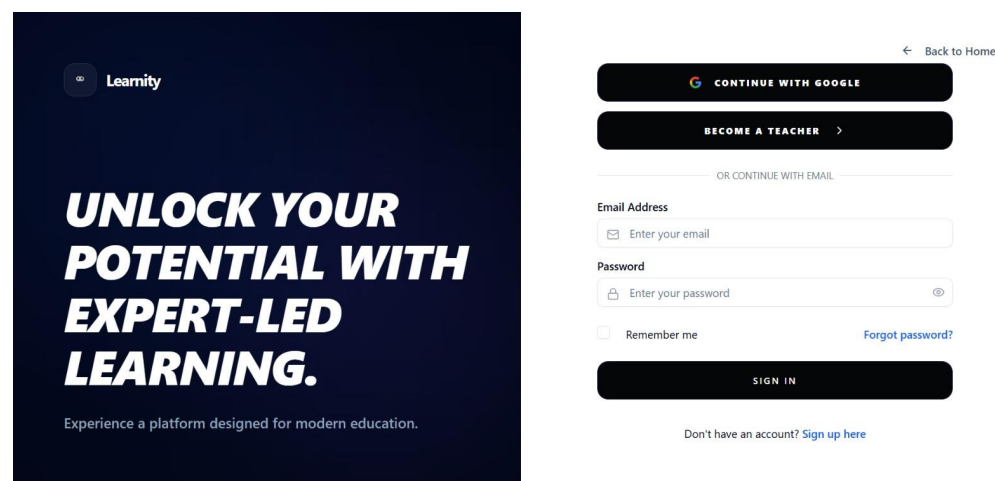 Learnity
UNLOCK YOUR
POTENTIAL WITH
EXPERT-LED
LEARNING.
Experience a platform designed for modern education.
← Back to Home
CONTINUE WITH GOOGLE
BECOME A TEACHER >
OR CONTINUE WITH EMAIL
Email Address
Enter your email
Password
Enter your password
Remember me
Forgot password?
SIGN IN
Don't have an account? Sign up here